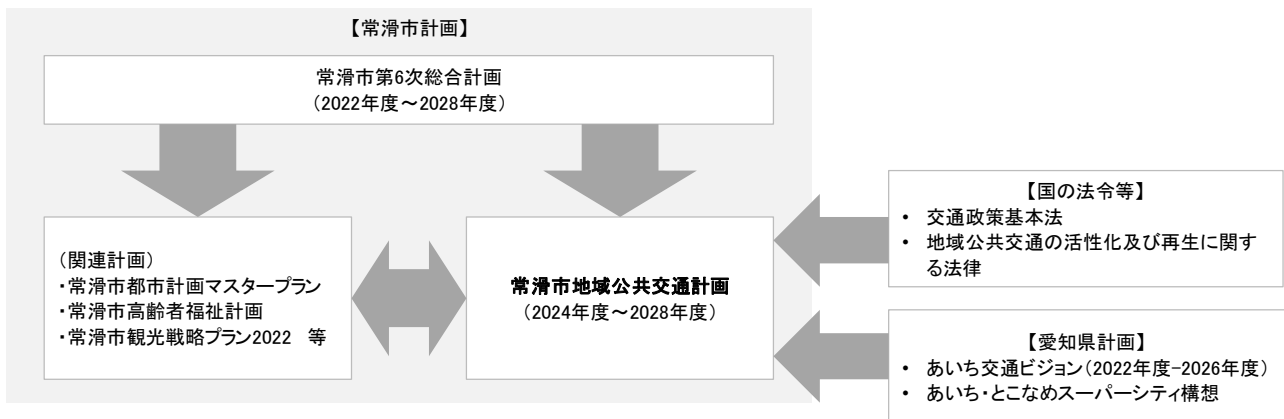 【常滑市計画】
常滑市第6次総合計画
（2022年度～2028年度）
（関連計画）
・常滑市都市計画マスタープラン
・常滑市高齢者福祉計画
・常滑市観光戦略プラン2022　等
常滑市地域公共交通計画
（2024年度～2028年度）
【国の法令等】
• 交通政策基本法
• 地域公共交通の活性化及び再生に関す
る法律
【愛知県計画】
• あいち交通ビジョン（2022年度-2026年度）
• あいち・とこなめスーパーシティ構想